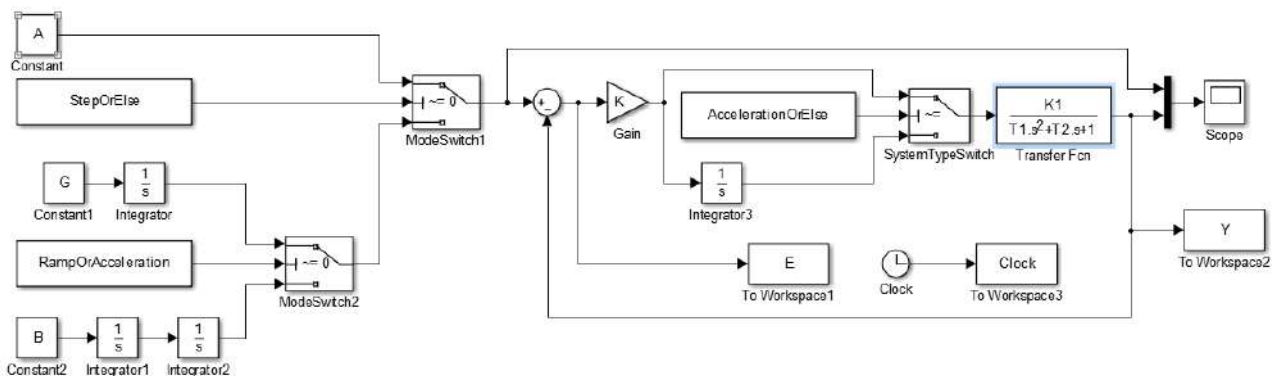 A
Constant
StepOrElse
~= 0
ModeSwitch1
G
Constant1
1
s
Integrator
RampOrAcceleration
~= 0
ModeSwitch2
B
Constant2
1
s
Integrator1
1
s
Integrator2
+
−
K
Gain
AccelerationOrElse
~=
SystemTypeSwitch
1
s
Integrator3
K1
T1.s²+T2.s+1
Transfer Fcn
Scope
E
To Workspace1
Clock
Clock
To Workspace3
Y
To Workspace2